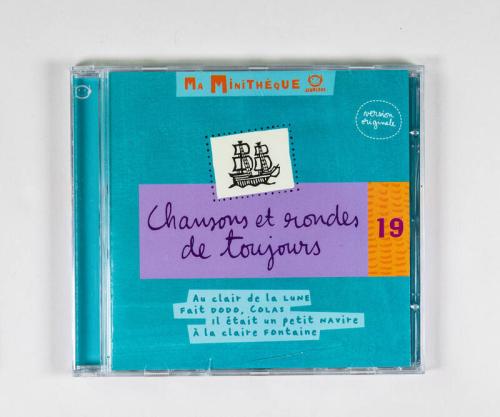 Ma Minithèque
version
originale
Chansons et rondes
de toujours
19
Au clair de la LUNE
Fait DODO, COLAS
Il était un petit NAVIRE
À la claire FONTAINE